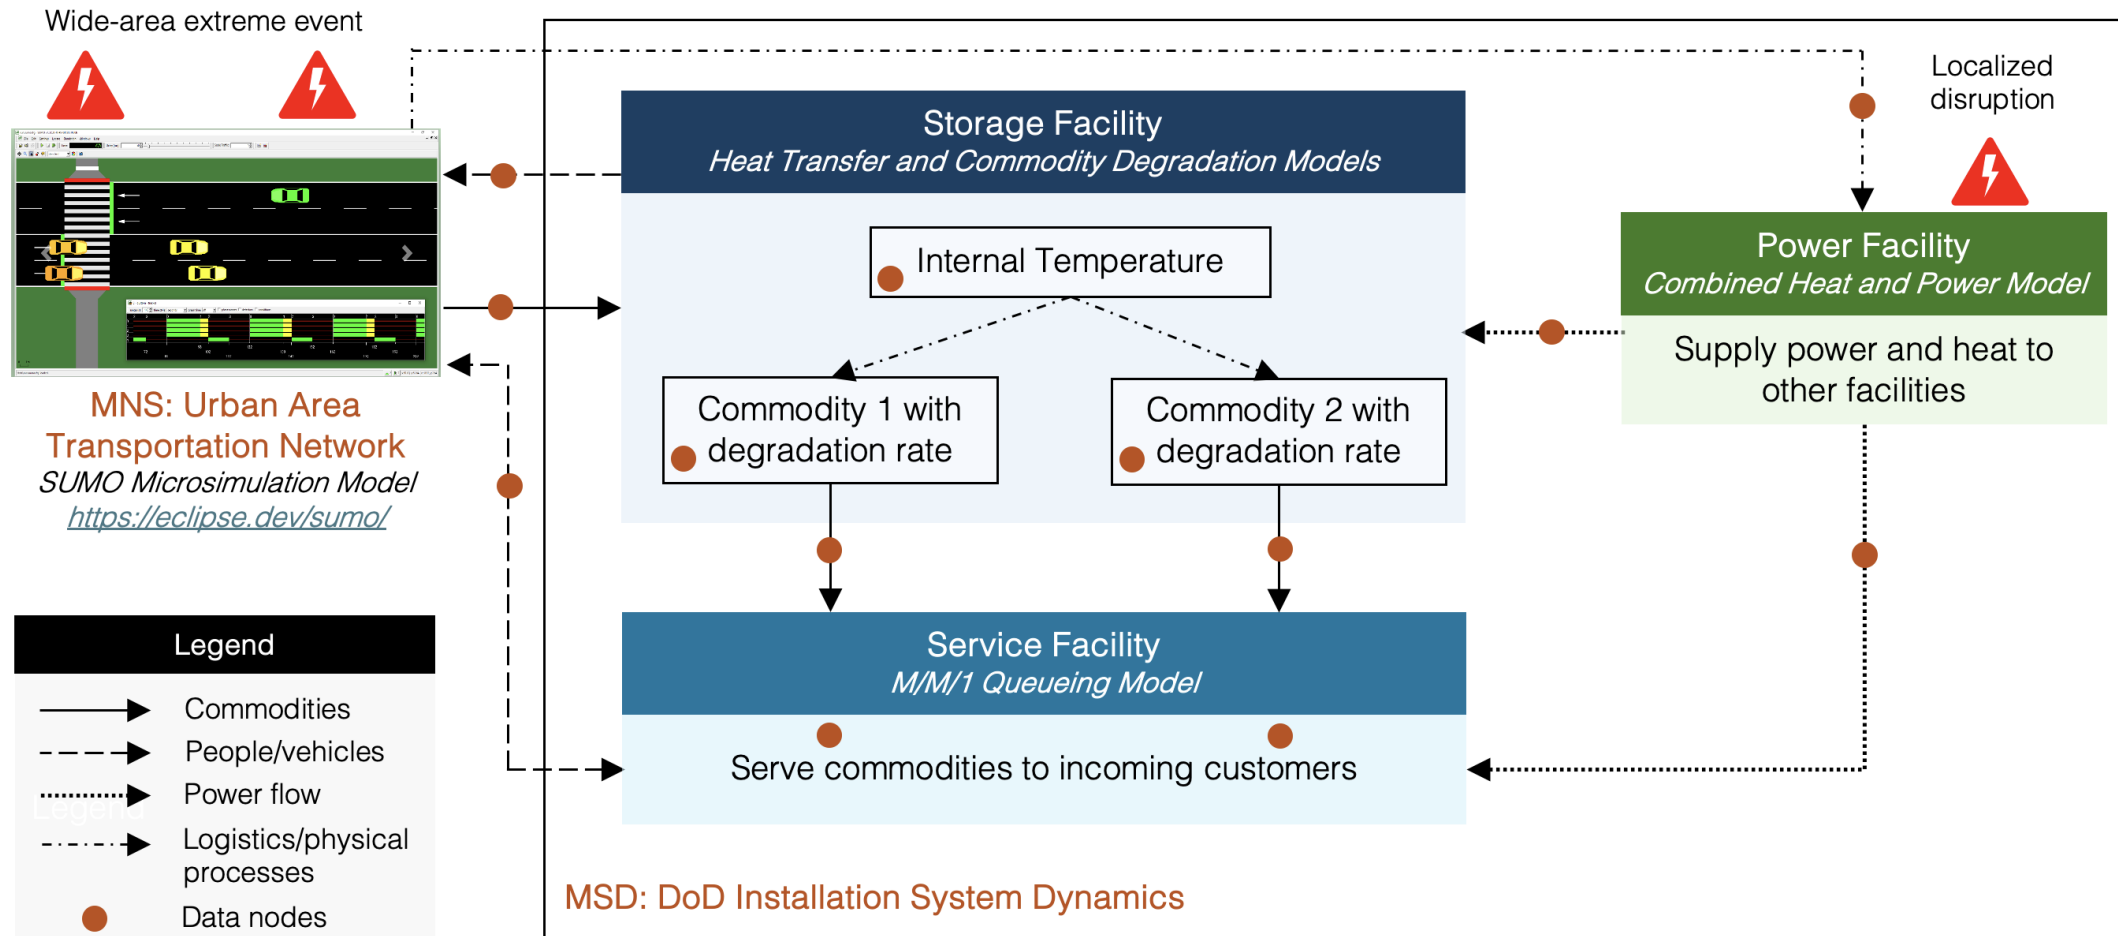 Wide-area extreme event
Localized
disruption
Storage Facility
Heat Transfer and Commodity Degradation Models
Internal Temperature
Commodity 1 with
degradation rate
Commodity 2 with
degradation rate
Power Facility
Combined Heat and Power Model
Supply power and heat to
other facilities
MNS: Urban Area
Transportation Network
SUMO Microsimulation Model
https://eclipse.dev/sumo/
Service Facility
M/M/1 Queueing Model
Serve commodities to incoming customers
Legend
Commodities
People/vehicles
Power flow
Legend
Logistics/physical
processes
Data nodes
MSD: DoD Installation System Dynamics